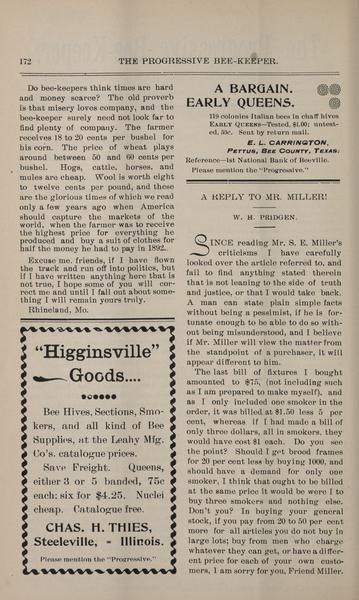 172
THE PROGRESSIVE BEE-KEEPER.
Do bee-keepers think times are hard
and money scarce? The old proverb
is that misery loves company, and the
bee-keeper surely need not look far to
find plenty of company. The farmer
receives 18 to 20 cents per bushel for
his corn. The price of wheat plays
around between 50 and 60 cents per
bushel. Hogs, cattle, horses, and
mules are cheap. Wool is worth eight
to twelve cents per pound, and these
are the glorious times of which we read
only a few years ago when America
should capture the markets of the
world, when the farmer was to receive
the highest price for everything he
produced and buy a suit of clothes for
half the money he had to pay in 1892.
Excuse me, friends, if I have flown
the track and run off into politics, but
if I have written anything here that is
not true, I hope some of you will cor-
rect me and until I fall out about some-
thing I will remain yours truly.
Rhineland, Mo.
"Higginsville"
Goods....
Bee Hives, Sections, Smo-
kers, and all kind of Bee
Supplies, at the Leahy Mfg.
Co's. catalogue prices.
Save Freight. Queens,
either 3 or 5 banded, 75c
each; six for $4.25. Nuclei
cheap. Catalogue free.
CHAS. H. THIES,
Steeleville, - Illinois.
Please mention the "Progressive."
A BARGAIN.
EARLY QUEENS.
119 colonies Italian bees in chaff hives
EARLY QUEENS—Tested, $1.00; untest-
ed, 55c. Sent by return mail.
E. L. CARRINGTON,
PETTUS, BEE COUNTY, TEXAS.
Reference—1st National Bank of Beeville.
Please mention the "Progressive."
A REPLY TO MR. MILLER!
W. H. PRIDGEN.
SINCE reading Mr. S. E. Miller's
criticisms I have carefully
looked over the article referred to, and
fail to find anything stated therein
that is not leaning to the side of truth
and justice, or that I would take back.
A man can state plain simple facts
without being a pessimist, if he is for-
tunate enough to be able to do so with-
out being misunderstood, and I believe
if Mr. Miller will view the matter from
the standpoint of a purchaser, it will
appear different to him.
The last bill of fixtures I bought
amounted to $75, (not including such
as I am prepared to make myself), and
as I only included one smoker in the
order, it was billed at $1.50 less 5 per
cent, whereas if I had made a bill of
only three dollars, all in smokers, they
would have cost $1 each. Do you see
the point? Should I get brood frames
for 20 per cent less by buying 1000, and
should have a demand for only one
smoker, I think that ought to be billed
at the same price it would be were I to
buy three smokers and nothing else.
Don't you? In buying your general
stock, if you pay from 20 to 50 per cent
more for all articles you do not buy in
large lots; buy from men who charge
whatever they can get, or have a differ-
ent price for each of your own custo-
mers, I am sorry for you, Friend Miller.